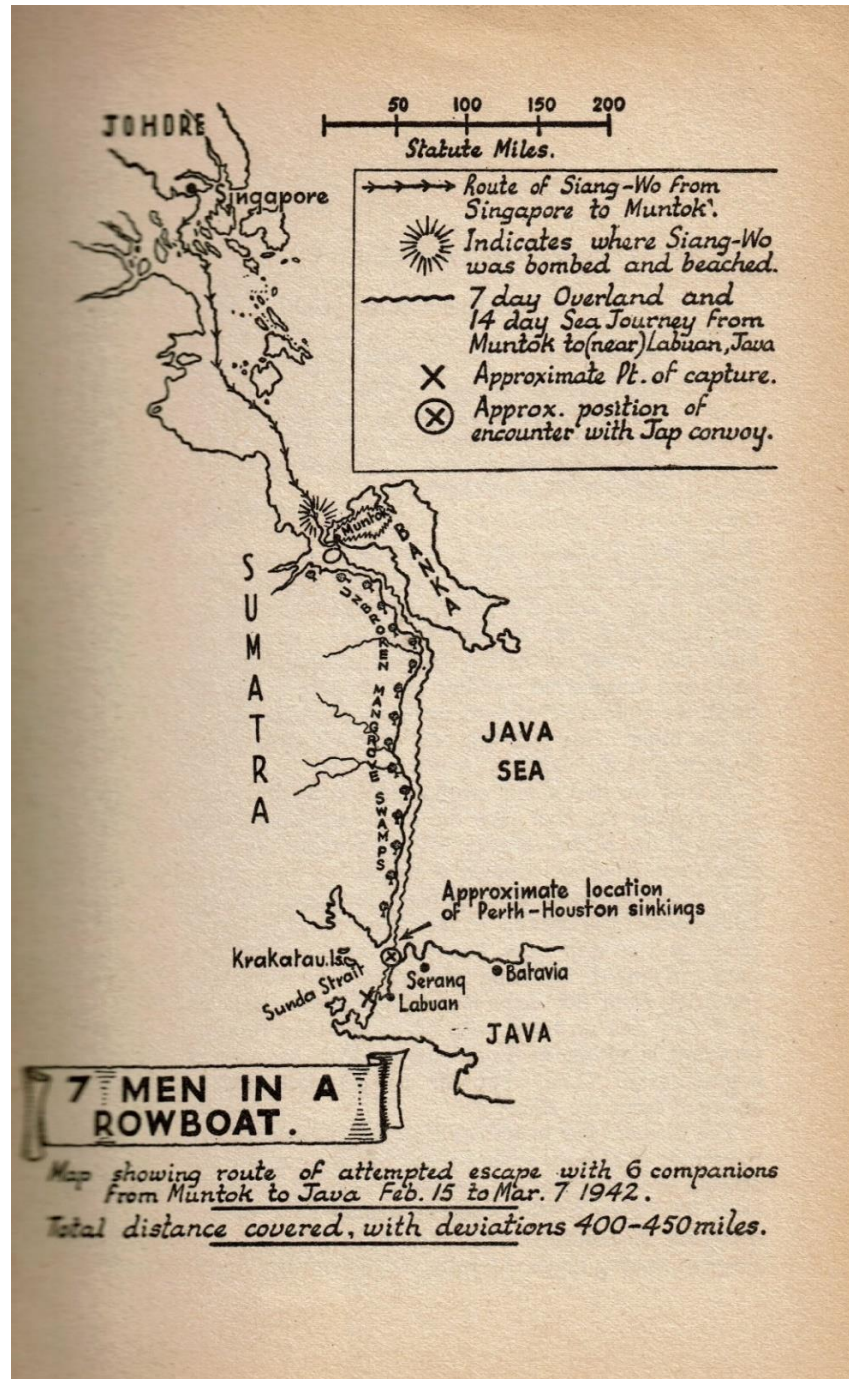 JOHORE
50 100 150 200
Statute Miles.
Singapore
Route of Siang-Wo From
Singapore to Muntok.
Indicates where Siang-Wo
was bombed and beached.
7 day Overland and
14 day Sea Journey From
Muntok to (near) Labuan, Java
Approximate Pt. of capture.
Approx. position of
encounter with Jap convoy.
Muntok
BANKA
SUMATRA
UNBROKEN MANGROVE SWAMPS
JAVA
SEA
Approximate location
of Perth-Houston sinkings
Krakatau. Is.
Sunda Strait
Serang
Batavia
Labuan
JAVA
7 MEN IN A
ROWBOAT.
Map showing route of attempted escape with 6 companions
From Muntok to Java Feb. 15 to Mar. 7 1942.
Total distance covered, with deviations 400-450 miles.